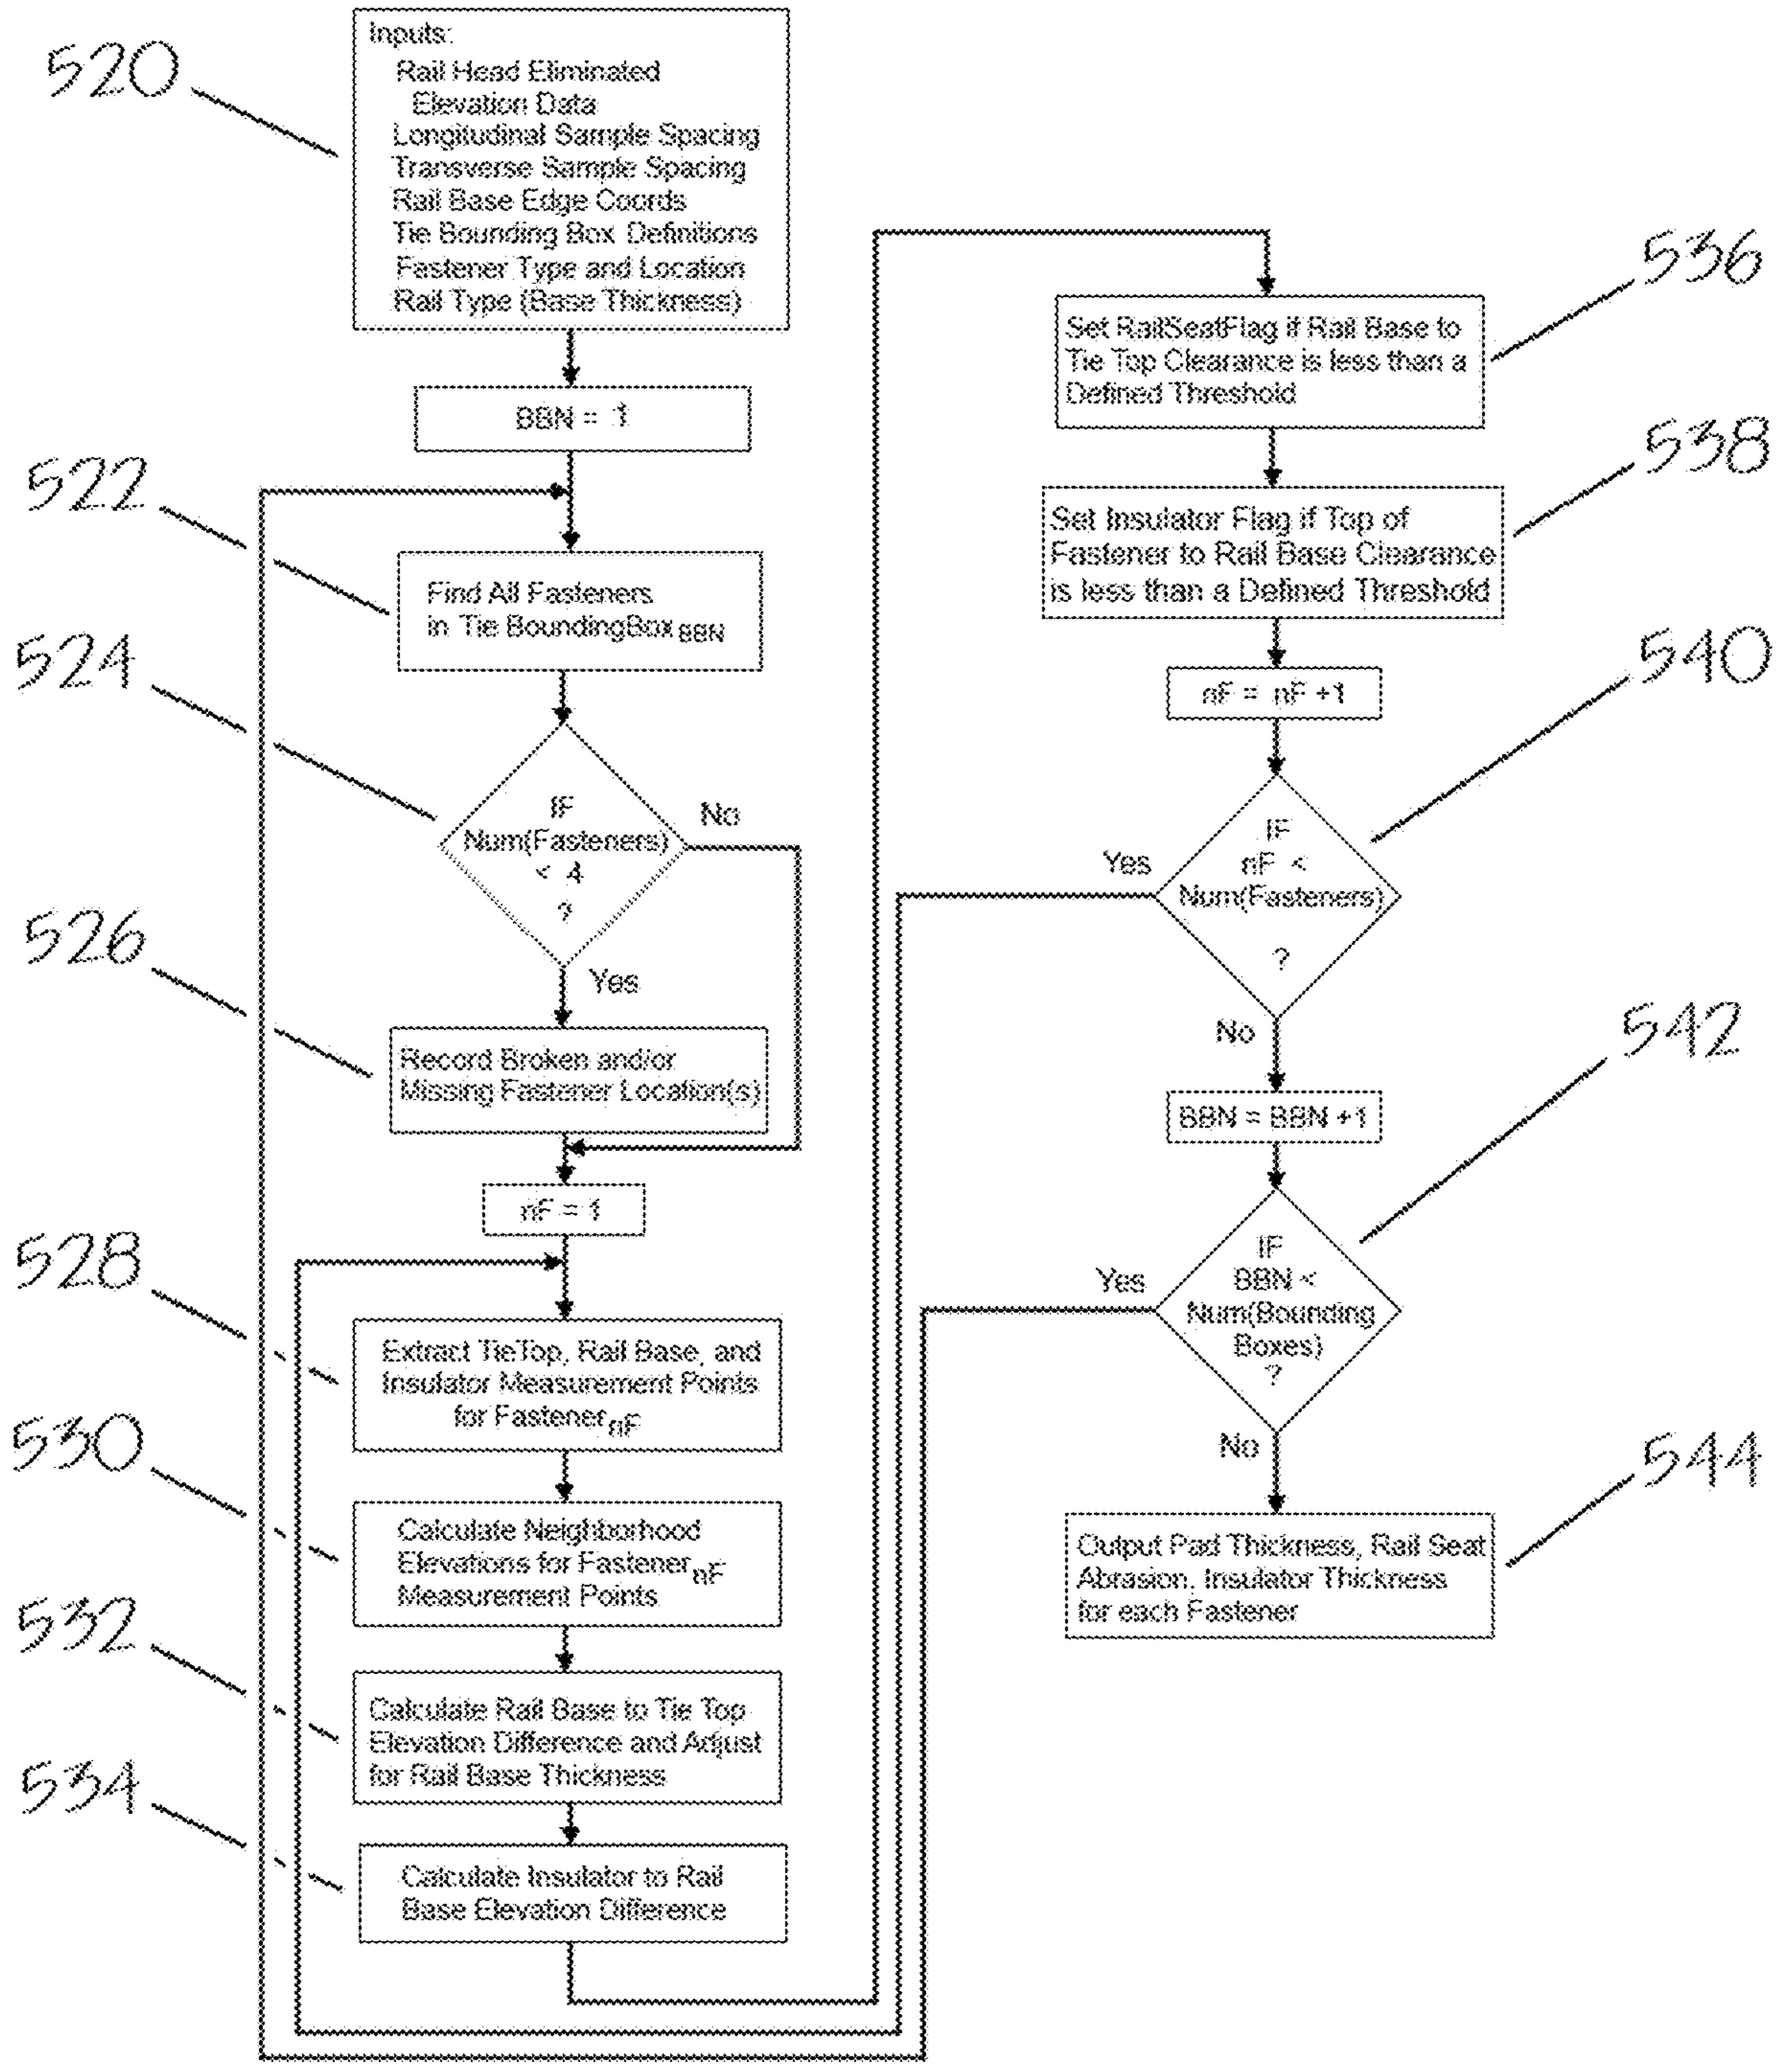 520
Inputs:
Rail Head Eliminated
Elevation Data
Longitudinal Sample Spacing
Transverse Sample Spacing
Rail Base Edge Coords
Tie Bounding Box Definitions
Fastener Type and Location
Rail Type (Base Thickness)
BBN = 1
522
Find All Fasteners
in Tie BoundingBox BBN
524
IF
Num(Fasteners)
< 4
?
No
Yes
526
Record Broken and/or
Missing Fastener Location(s)
nF = 1
528
Extract TieTop, Rail Base, and
Insulator Measurement Points
for Fastener nF
530
Calculate Neighborhood
Elevations for Fastener nF
Measurement Points
532
Calculate Rail Base to Tie Top
Elevation Difference and Adjust
for Rail Base Thickness
534
Calculate Insulator to Rail
Base Elevation Difference
536
Set RailSeatFlag if Rail Base to
Tie Top Clearance is less than a
Defined Threshold
538
Set Insulator Flag if Top of
Fastener to Rail Base Clearance
is less than a Defined Threshold
nF = nF +1
540
IF
nF <
Num(Fasteners)
?
Yes
No
BBN = BBN +1
542
IF
BBN <
Num(Bounding
Boxes)
?
Yes
No
544
Output Pad Thickness, Rail Seat
Abrasion, Insulator Thickness
for each Fastener